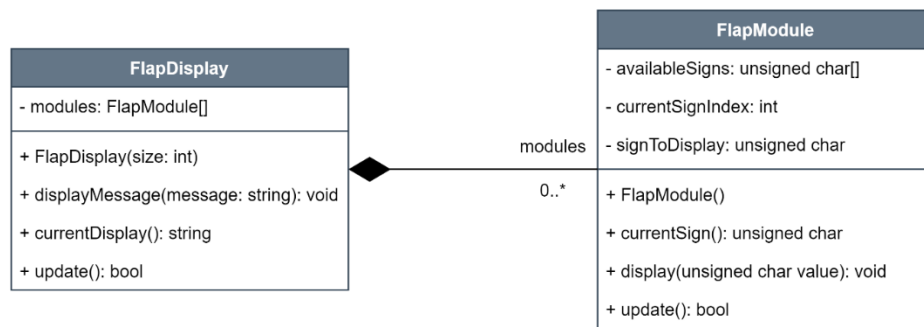 FlapDisplay
- modules: FlapModule[]
+ FlapDisplay(size: int)
+ displayMessage(message: string): void
+ currentDisplay(): string
+ update(): bool
modules
0..*
FlapModule
- availableSigns: unsigned char[]
- currentSignIndex: int
- signToDisplay: unsigned char
+ FlapModule()
+ currentSign(): unsigned char
+ display(unsigned char value): void
+ update(): bool